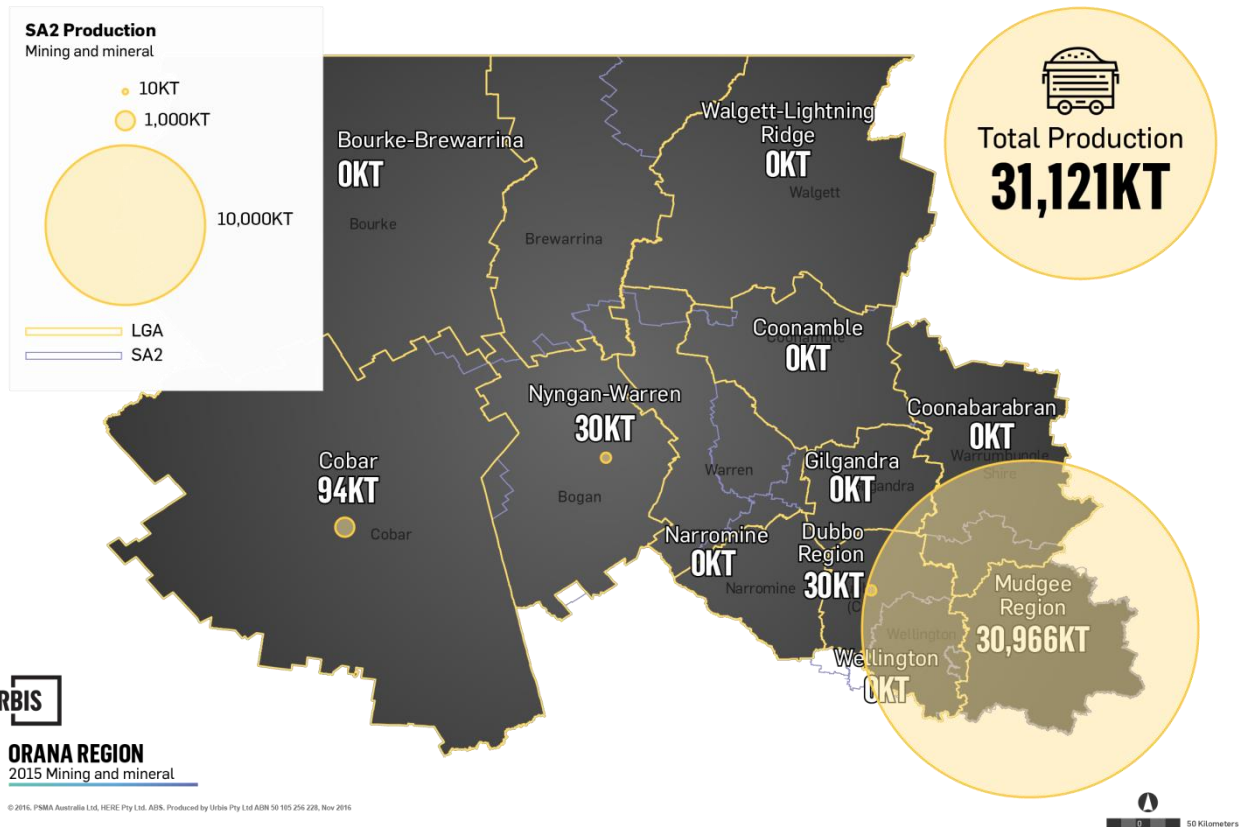 SA2 Production
Mining and mineral
10KT
1,000KT
10,000KT
LGA
SA2
Total Production
31,121KT
Bourke-Brewarrina
0KT
Bourke
Brewarrina
Walgett-Lightning
Ridge
0KT
Walgett
Coonamble
0KT
Coonamble
Nyngan-Warren
30KT
Bogan
Warren
Coonabarabran
0KT
Warrumbungle
Shire
Cobar
94KT
Cobar
Gilgandra
0KT
Narromine
0KT
Narromine
Dubbo
Region
30KT
(C
Mudgee
Region
30,966KT
Wellington
Wellington
0KT
RBIS
ORANA REGION
2015 Mining and mineral
© 2016. PSMA Australia Ltd, HERE Pty Ltd. ABS. Produced by Urbis Pty Ltd ABN 50 105 256 228, Nov 2016
0
50 Kilometers